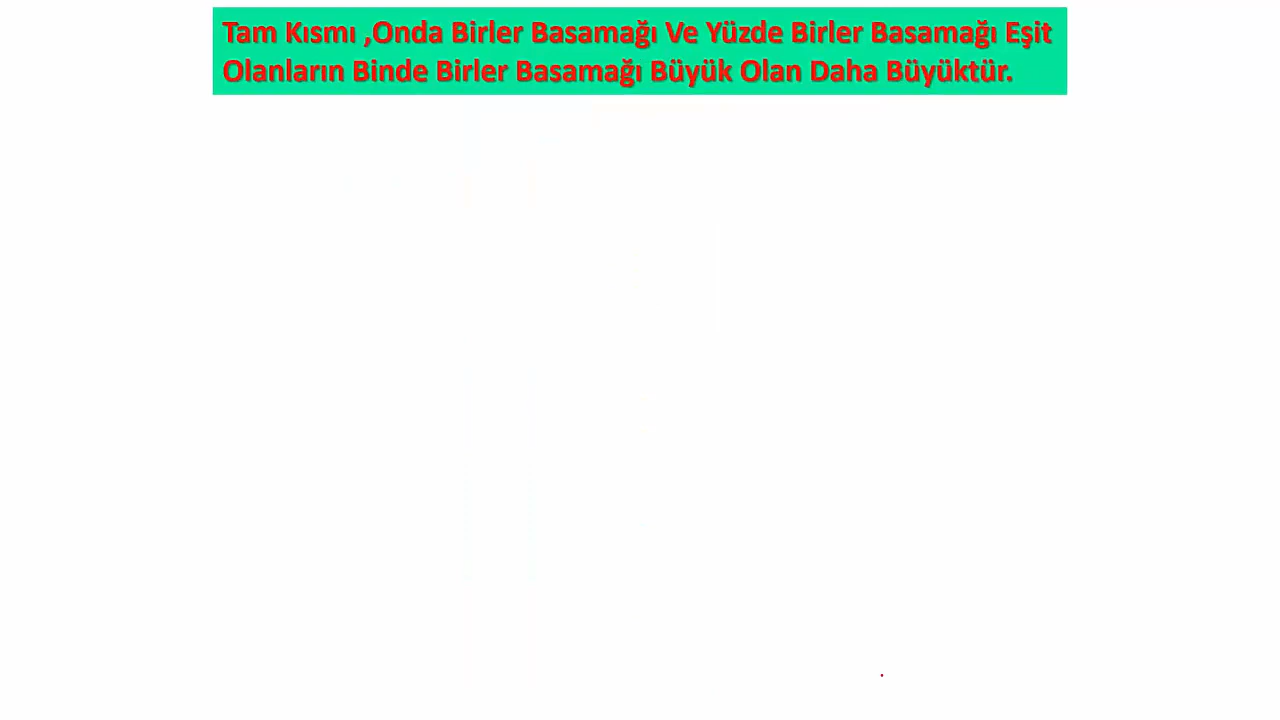 Tam Kısmı ,Onda Birler Basamağı Ve Yüzde Birler Basamağı Eşit
Olanların Binde Birler Basamağı Büyük Olan Daha Büyüktür.